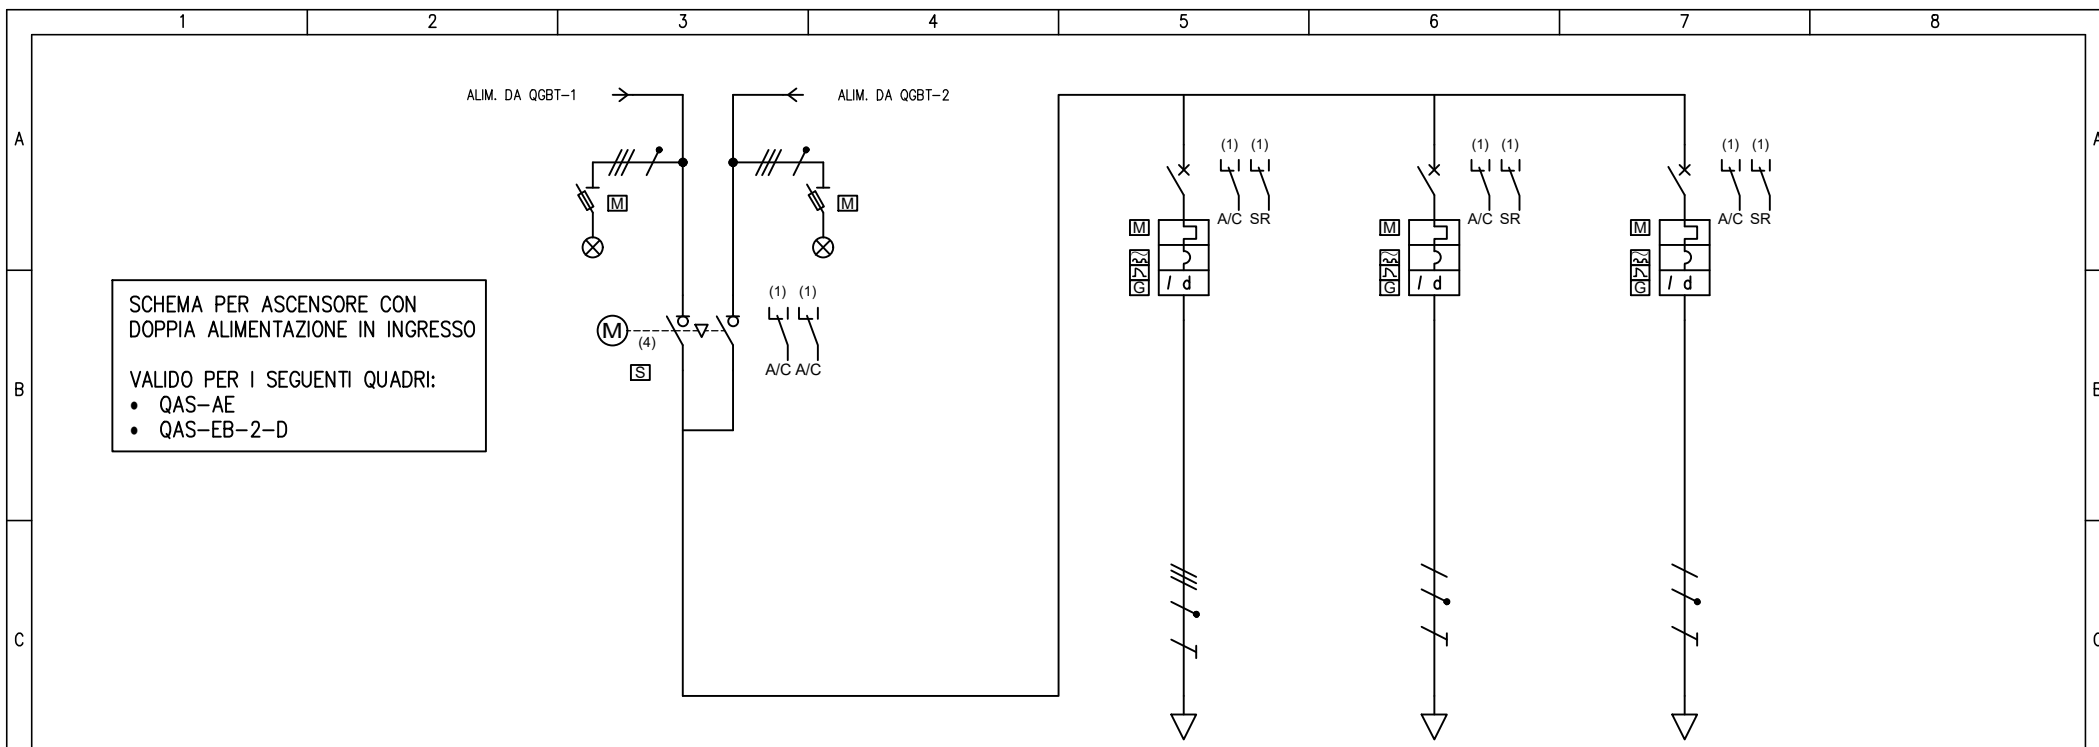 1 2 3 4 5 6 7 8
ALIM. DA QGBT-1
ALIM. DA QGBT-2
A
A
(1) (1)
(1) (1)
(1) (1)
M
M
A/C SR
A/C SR
A/C SR
M
M
M
G
I d
G
I d
G
I d
SCHEMA PER ASCENSORE CON
DOPPIA ALIMENTAZIONE IN INGRESSO
VALIDO PER I SEGUENTI QUADRI:
• QAS-AE
• QAS-EB-2-D
(1) (1)
M
(4)
S
A/C A/C
B
B
C
C